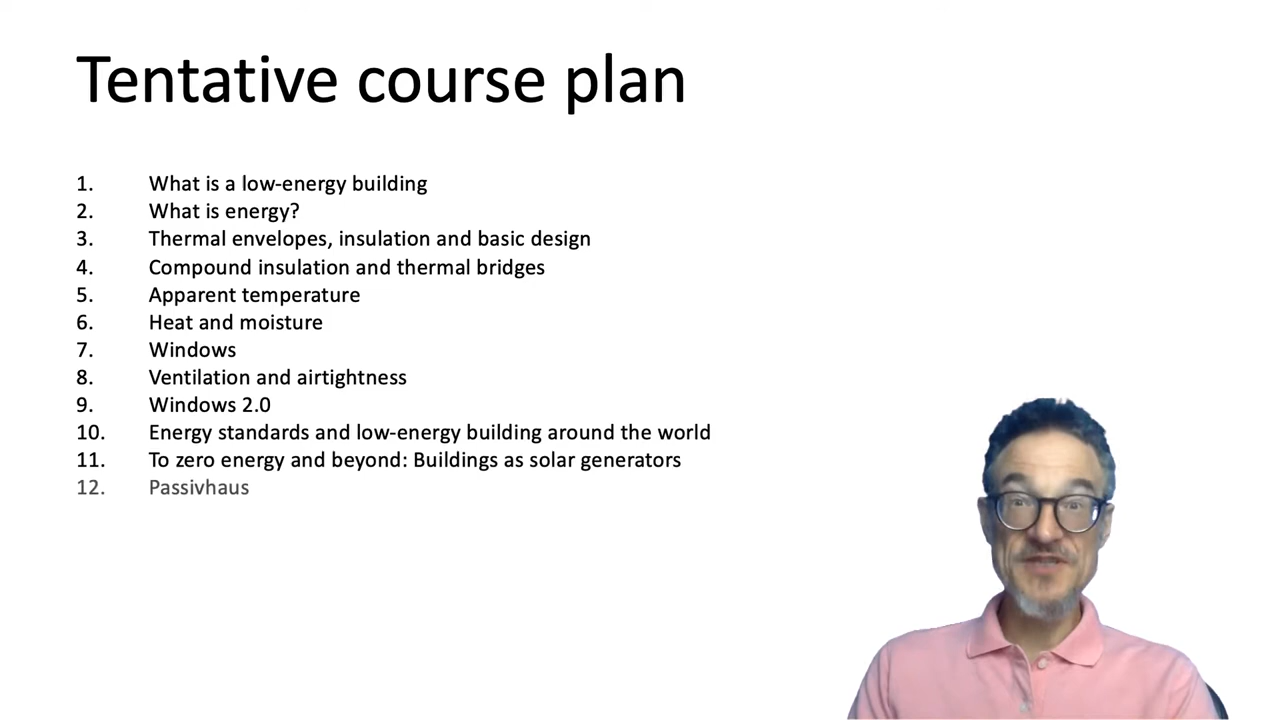 Tentative course plan
1. What is a low-energy building
2. What is energy?
3. Thermal envelopes, insulation and basic design
4. Compound insulation and thermal bridges
5. Apparent temperature
6. Heat and moisture
7. Windows
8. Ventilation and airtightness
9. Windows 2.0
10. Energy standards and low-energy building around the world
11. To zero energy and beyond: Buildings as solar generators
12. Passivhaus